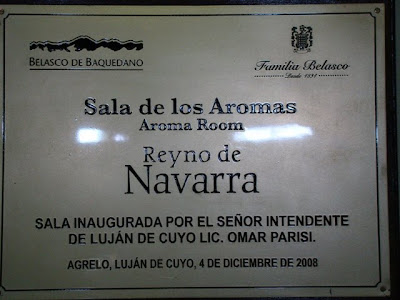 BELASCO DE BAQUEDANO
Familia Belasco
Desde 1891
Sala de los Aromas
Aroma Room
Reyno de
Navarra
SALA INAUGURADA POR EL SEÑOR INTENDENTE
DE LUJÁN DE CUYO LIC. OMAR PARISI.
AGRELO, LUJÁN DE CUYO, 4 DE DICIEMBRE DE 2008